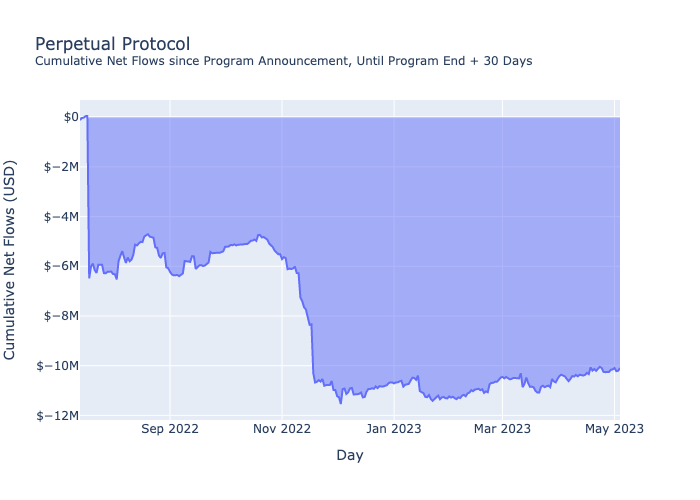 Perpetual Protocol
Cumulative Net Flows since Program Announcement, Until Program End + 30 Days
$0
$−2M
$−4M
$−6M
$−8M
$−10M
$−12M
Cumulative Net Flows (USD)
Sep 2022
Nov 2022
Jan 2023
Mar 2023
May 2023
Day